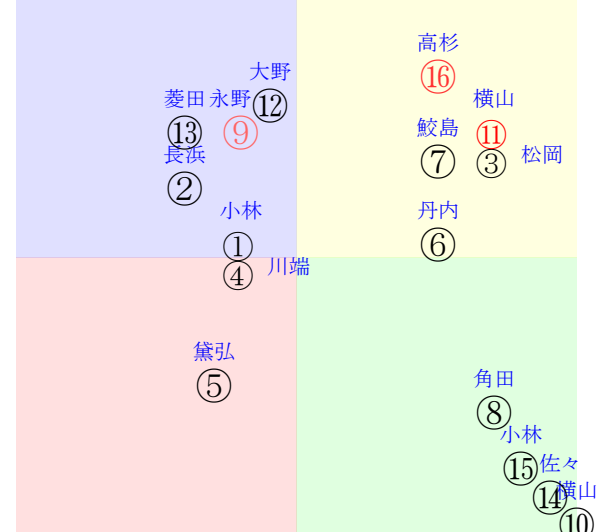 高杉
⑯
大野
⑫
菱田
⑬
永野
⑨
横山
⑪
鮫島
⑦
③
松岡
長浜
②
小林
①
丹内
⑥
④
川端
黛弘
⑤
角田
⑧
小林
⑮
佐々
⑭
横山
⑩